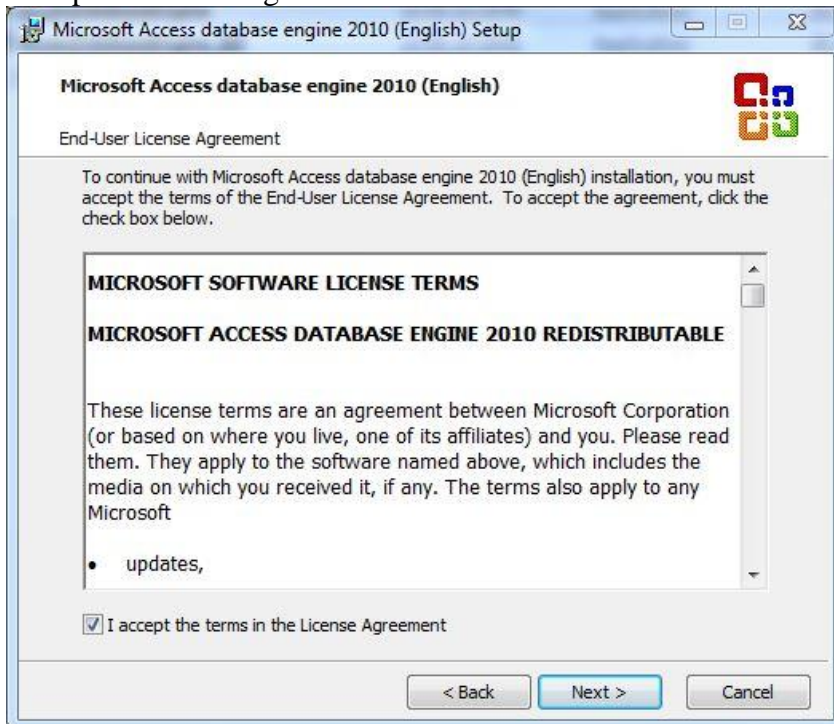 Microsoft Access database engine 2010 (English) Setup
Microsoft Access database engine 2010 (English)
End-User License Agreement
To continue with Microsoft Access database engine 2010 (English) installation, you must
accept the terms of the End-User License Agreement. To accept the agreement, click the
check box below.
MICROSOFT SOFTWARE LICENSE TERMS
MICROSOFT ACCESS DATABASE ENGINE 2010 REDISTRIBUTABLE
These license terms are an agreement between Microsoft Corporation
(or based on where you live, one of its affiliates) and you. Please read
them. They apply to the software named above, which includes the
media on which you received it, if any. The terms also apply to any
Microsoft
• updates,
I accept the terms in the License Agreement
< Back Next > Cancel